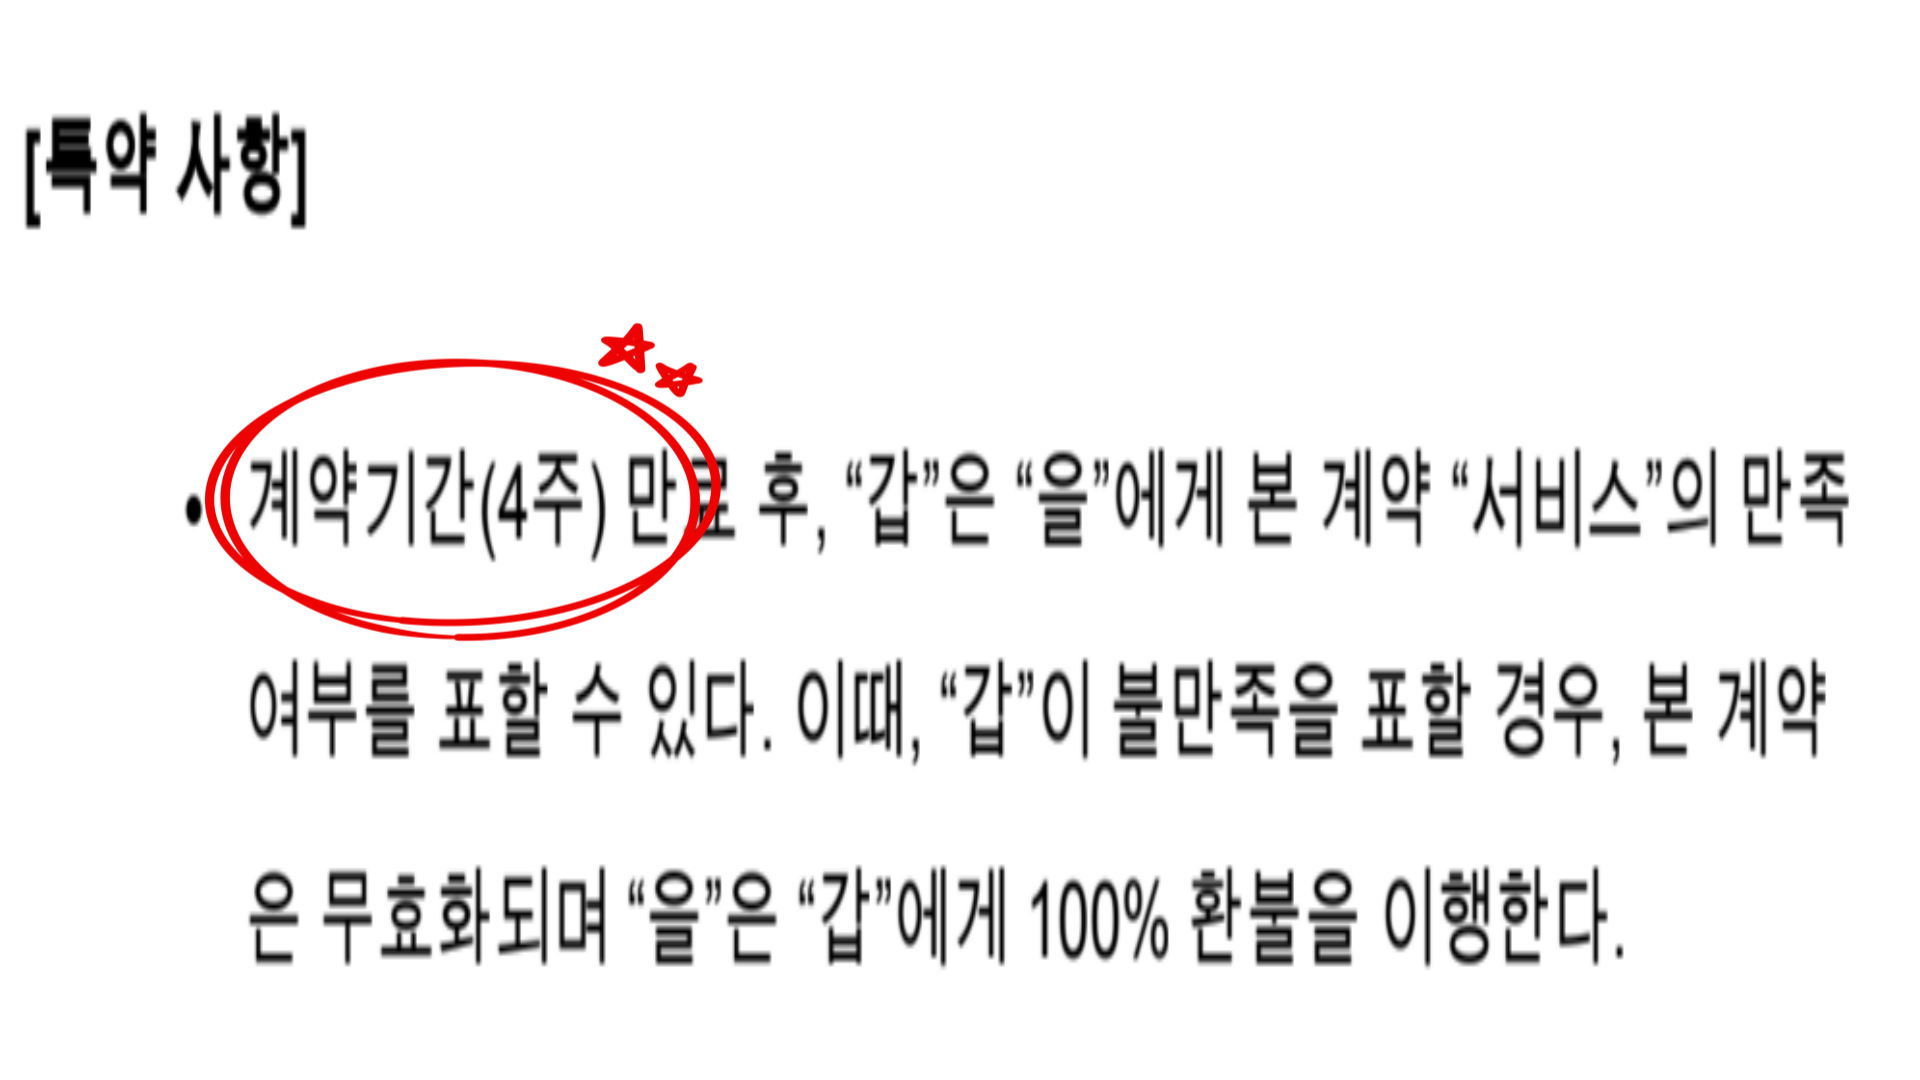 [특약 사항]
• 계약기간(4주) 만료 후, “갑”은 “을”에게 본 계약 “서비스”의 만족
여부를 표할 수 있다. 이때, “갑”이 불만족을 표할 경우, 본 계약
은 무효화되며 “을”은 “갑”에게 100% 환불을 이행한다.